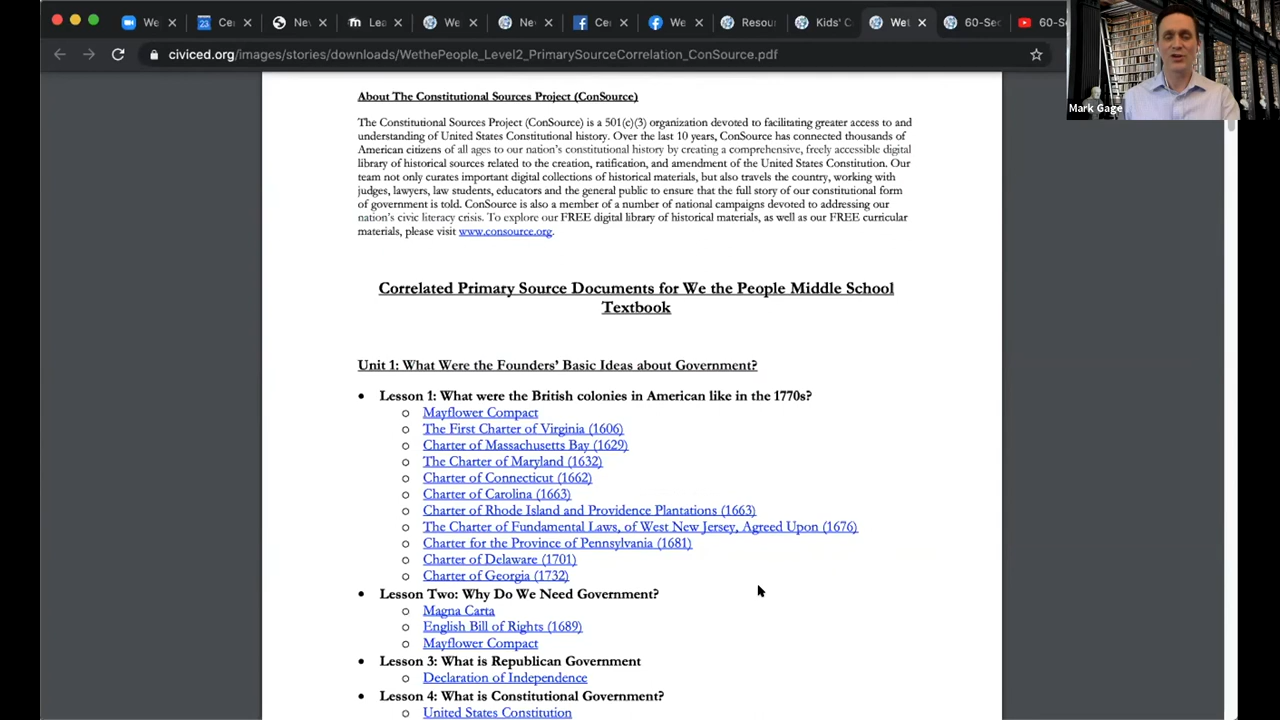 We
Cer
Nev
Lea
We
Nev
Cer
We
Resou
Kids' C
Wet
60-Sec
60-S
civiced.org/images/stories/downloads/WethePeople_Level2_PrimarySourceCorrelation_ConSource.pdf
Mark Gage
About The Constitutional Sources Project (ConSource)
The Constitutional Sources Project (ConSource) is a 501(c)(3) organization devoted to facilitating greater access to and
understanding of United States Constitutional history. Over the last 10 years, ConSource has connected thousands of
American citizens of all ages to our nation's constitutional history by creating a comprehensive, freely accessible digital
library of historical sources related to the creation, ratification, and amendment of the United States Constitution. Our
team not only curates important digital collections of historical materials, but also travels the country, working with
judges, lawyers, law students, educators and the general public to ensure that the full story of our constitutional form
of government is told. ConSource is also a member of a number of national campaigns devoted to addressing our
nation's civic literacy crisis. To explore our FREE digital library of historical materials, as well as our FREE curricular
materials, please visit www.consource.org.
Correlated Primary Source Documents for We the People Middle School
Textbook
Unit 1: What Were the Founders' Basic Ideas about Government?
• Lesson 1: What were the British colonies in American like in the 1770s?
o Mayflower Compact
o The First Charter of Virginia (1606)
o Charter of Massachusetts Bay (1629)
o The Charter of Maryland (1632)
o Charter of Connecticut (1662)
o Charter of Carolina (1663)
o Charter of Rhode Island and Providence Plantations (1663)
o The Charter of Fundamental Laws, of West New Jersey, Agreed Upon (1676)
o Charter for the Province of Pennsylvania (1681)
o Charter of Delaware (1701)
o Charter of Georgia (1732)
• Lesson Two: Why Do We Need Government?
o Magna Carta
o English Bill of Rights (1689)
o Mayflower Compact
• Lesson 3: What is Republican Government
o Declaration of Independence
• Lesson 4: What is Constitutional Government?
o United States Constitution